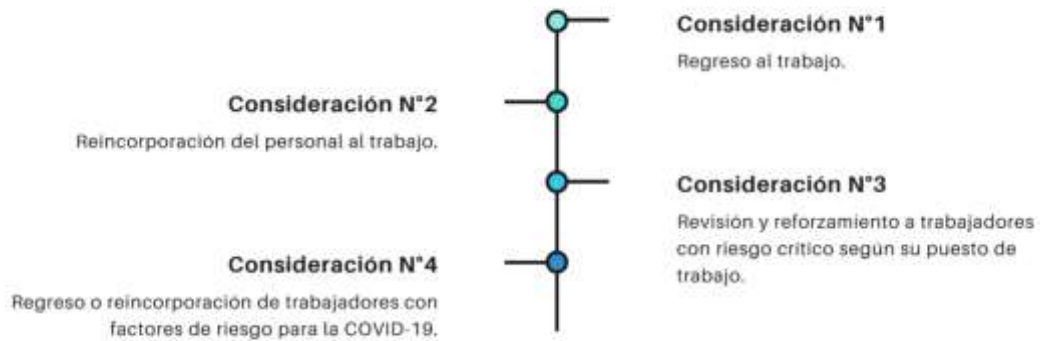 Consideración N°1
Regreso al trabajo.
Consideración N°2
Reincorporación del personal al trabajo.
Consideración N°3
Revisión y reforzamiento a trabajadores
con riesgo crítico según su puesto de
trabajo.
Consideración N°4
Regreso o reincorporación de trabajadores con
factores de riesgo para la COVID-19.